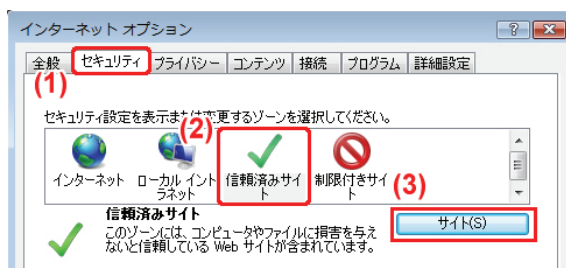 インターネット オプション
全般 セキュリティ プライバシー コンテンツ 接続 プログラム 詳細設定
(1)
セキュリティ設定を表示または変更するゾーンを選択してください。
(2)
インターネット ローカル イントラネット 信頼済みサイト 制限付きサイト
(3)
信頼済みサイト
サイト(S)
このゾーンには、コンピュータやファイルに損害を与え
ないと信頼している Web サイトが含まれています。